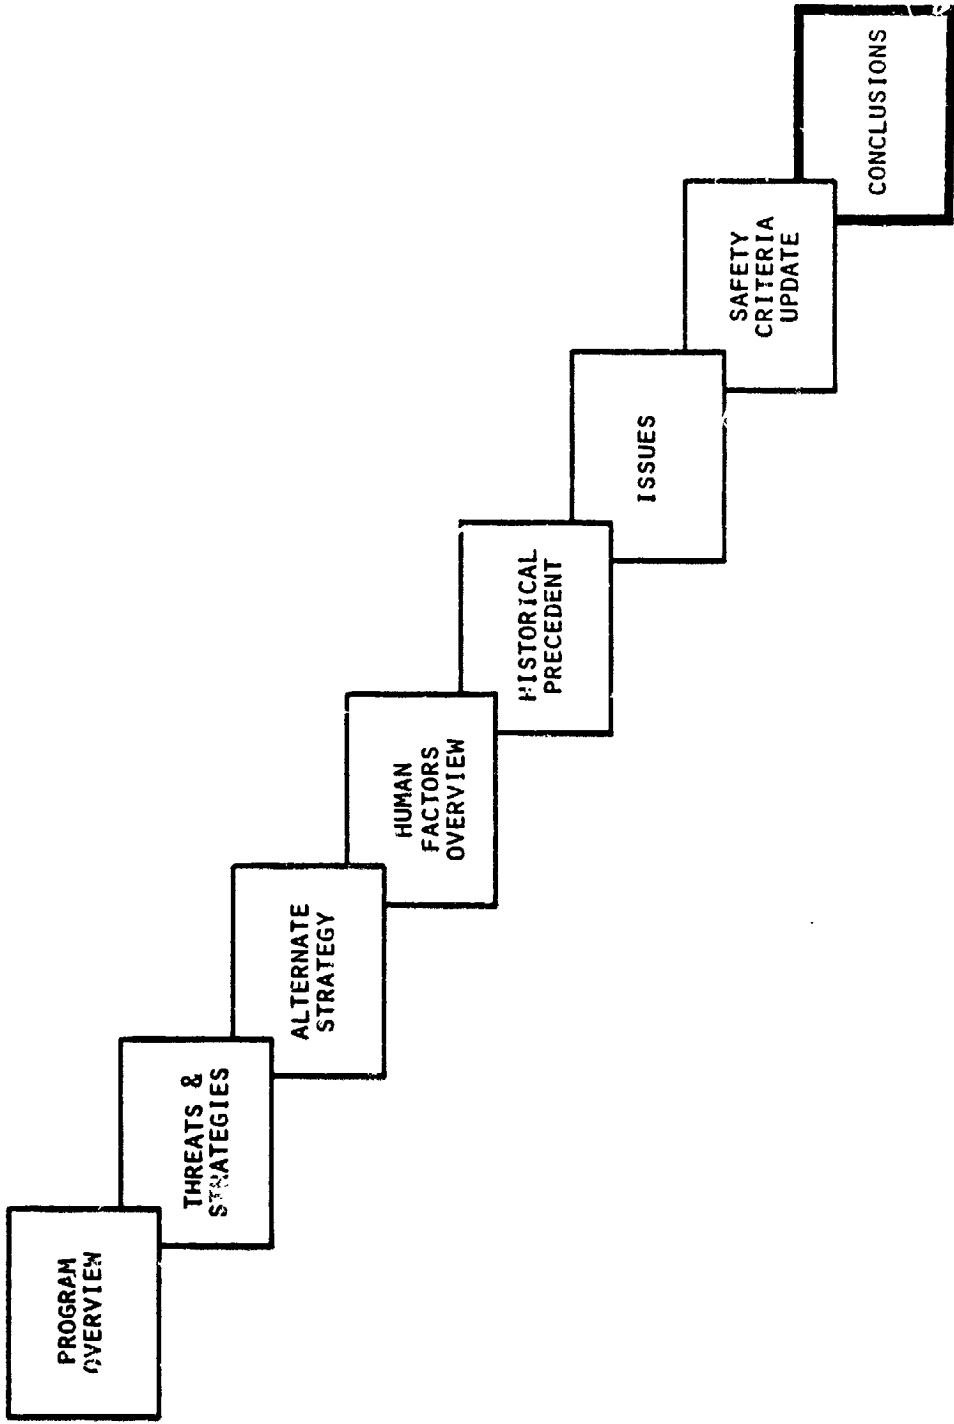 PROGRAM
OVERVIEW
THREATS &
STRATEGIES
ALTERNATE
STRATEGY
HUMAN
FACTORS
OVERVIEW
HISTORICAL
PRECEDENT
ISSUES
SAFETY
CRITERIA
UPDATE
CONCLUSIONS